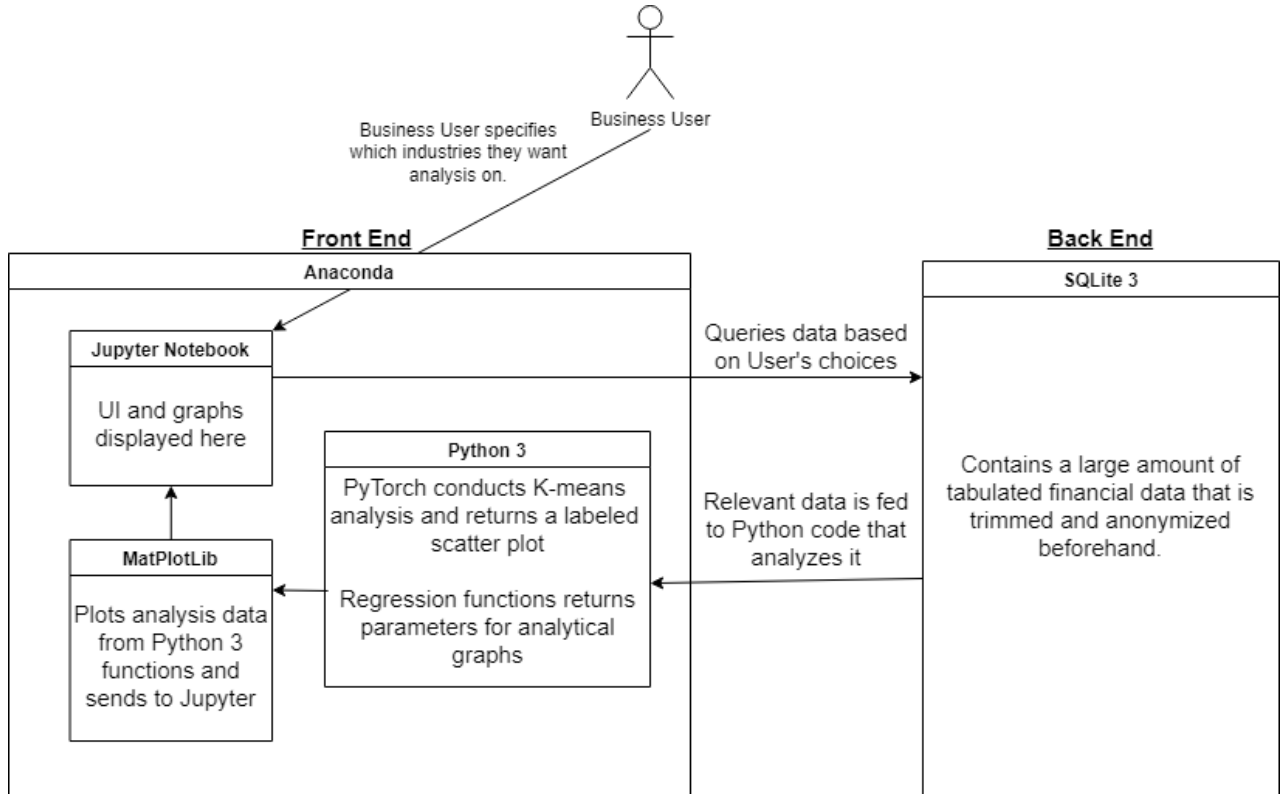 Business User
Business User specifies
which industries they want
analysis on.
Front End
Back End
Anaconda
SQLite 3
Jupyter Notebook
UI and graphs
displayed here
Queries data based
on User's choices
Python 3
PyTorch conducts K-means
analysis and returns a labeled
scatter plot
Regression functions returns
parameters for analytical
graphs
Relevant data is fed
to Python code that
analyzes it
Contains a large amount of
tabulated financial data that is
trimmed and anonymized
beforehand.
MatPlotLib
Plots analysis data
from Python 3
functions and
sends to Jupyter